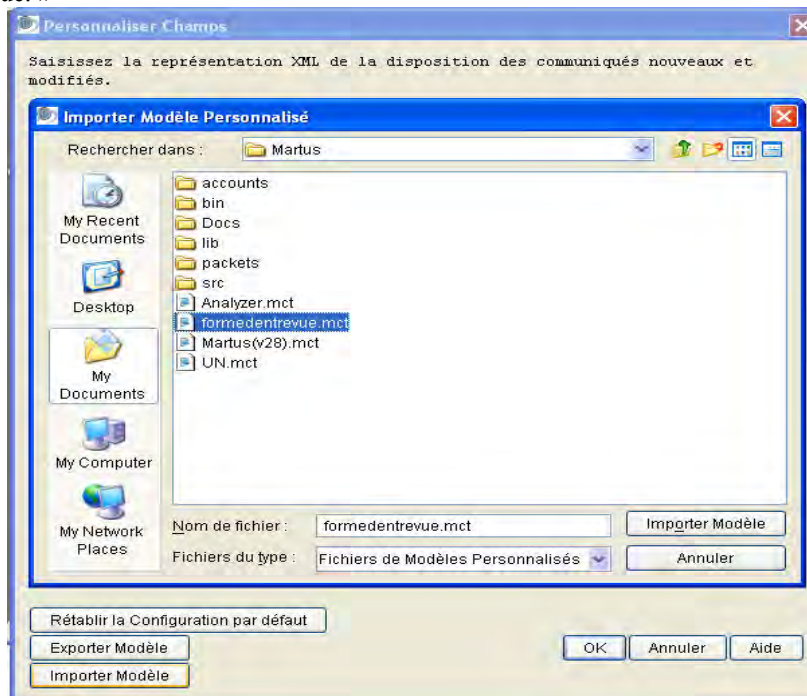 Personnaliser Champs
Saisissez la représentation XML de la disposition des communiqués nouveaux et
modifiés.
Importer Modèle Personnalisé
Rechercher dans : Martus
My Recent
Documents
Desktop
My
Documents
My Computer
My Network
Places
accounts
bin
Docs
lib
packets
src
Analyzer.mct
formedentrevue.mct
Martus(v28).mct
UN.mct
Nom de fichier : formedentrevue.mct Importer Modèle
Fichiers du type : Fichiers de Modèles Personnalisés Annuler
Rétablir la Configuration par défaut
Exporter Modèle OK Annuler Aide
Importer Modèle